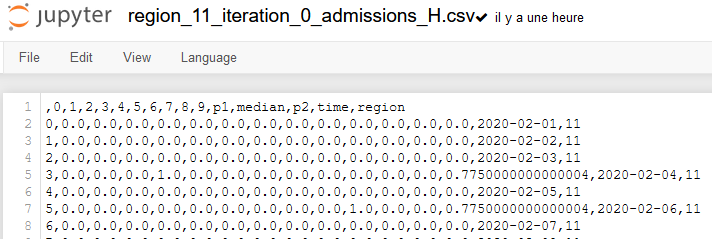 jupyter region_11_iteration_0_admissions_H.csv✔ il y a une heure
File Edit View Language
1 ,0,1,2,3,4,5,6,7,8,9,p1,median,p2,time,region
2 0,0.0,0.0,0.0,0.0,0.0,0.0,0.0,0.0,0.0,0.0,0.0,0.0,0.0,2020-02-01,11
3 1,0.0,0.0,0.0,0.0,0.0,0.0,0.0,0.0,0.0,0.0,0.0,0.0,0.0,2020-02-02,11
4 2,0.0,0.0,0.0,0.0,0.0,0.0,0.0,0.0,0.0,0.0,0.0,0.0,0.0,2020-02-03,11
5 3,0.0,0.0,0.0,1.0,0.0,0.0,0.0,0.0,0.0,0.0,0.0,0.0,0.7750000000000004,2020-02-04,11
6 4,0.0,0.0,0.0,0.0,0.0,0.0,0.0,0.0,0.0,0.0,0.0,0.0,0.0,2020-02-05,11
7 5,0.0,0.0,0.0,0.0,0.0,0.0,0.0,0.0,0.0,1.0,0.0,0.0,0.7750000000000004,2020-02-06,11
8 6,0.0,0.0,0.0,0.0,0.0,0.0,0.0,0.0,0.0,0.0,0.0,0.0,0.0,2020-02-07,11